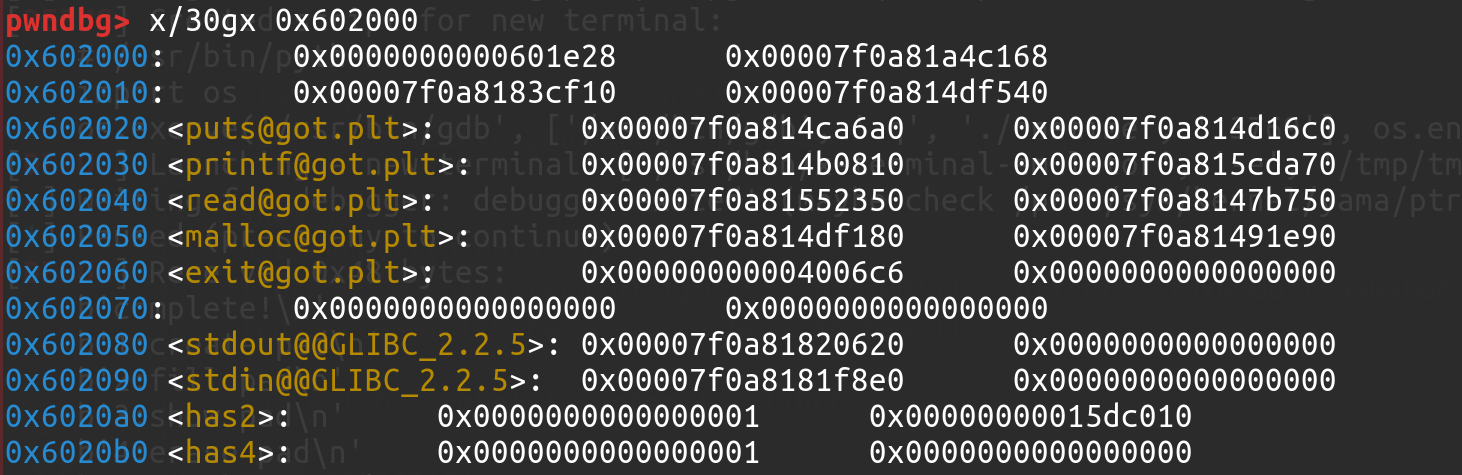 pwndbg> x/30gx 0x602000
0x602000: 0x0000000000601e28 0x00007f0a81a4c168
0x602010: 0x00007f0a8183cf10 0x00007f0a814df540
0x602020 <puts@got.plt>: 0x00007f0a814ca6a0 0x00007f0a814d16c0
0x602030 <printf@got.plt>: 0x00007f0a814b0810 0x00007f0a815cda70
0x602040 <read@got.plt>: 0x00007f0a81552350 0x00007f0a8147b750
0x602050 <malloc@got.plt>: 0x00007f0a814df180 0x00007f0a81491e90
0x602060 <exit@got.plt>: 0x00000000004006c6 0x0000000000000000
0x602070: 0x0000000000000000 0x0000000000000000
0x602080 <stdout@@GLIBC_2.2.5>: 0x00007f0a81820620 0x0000000000000000
0x602090 <stdin@@GLIBC_2.2.5>: 0x00007f0a8181f8e0 0x0000000000000000
0x6020a0 <has2>: 0x0000000000000001 0x00000000015dc010
0x6020b0 <has4>: 0x0000000000000001 0x0000000000000000